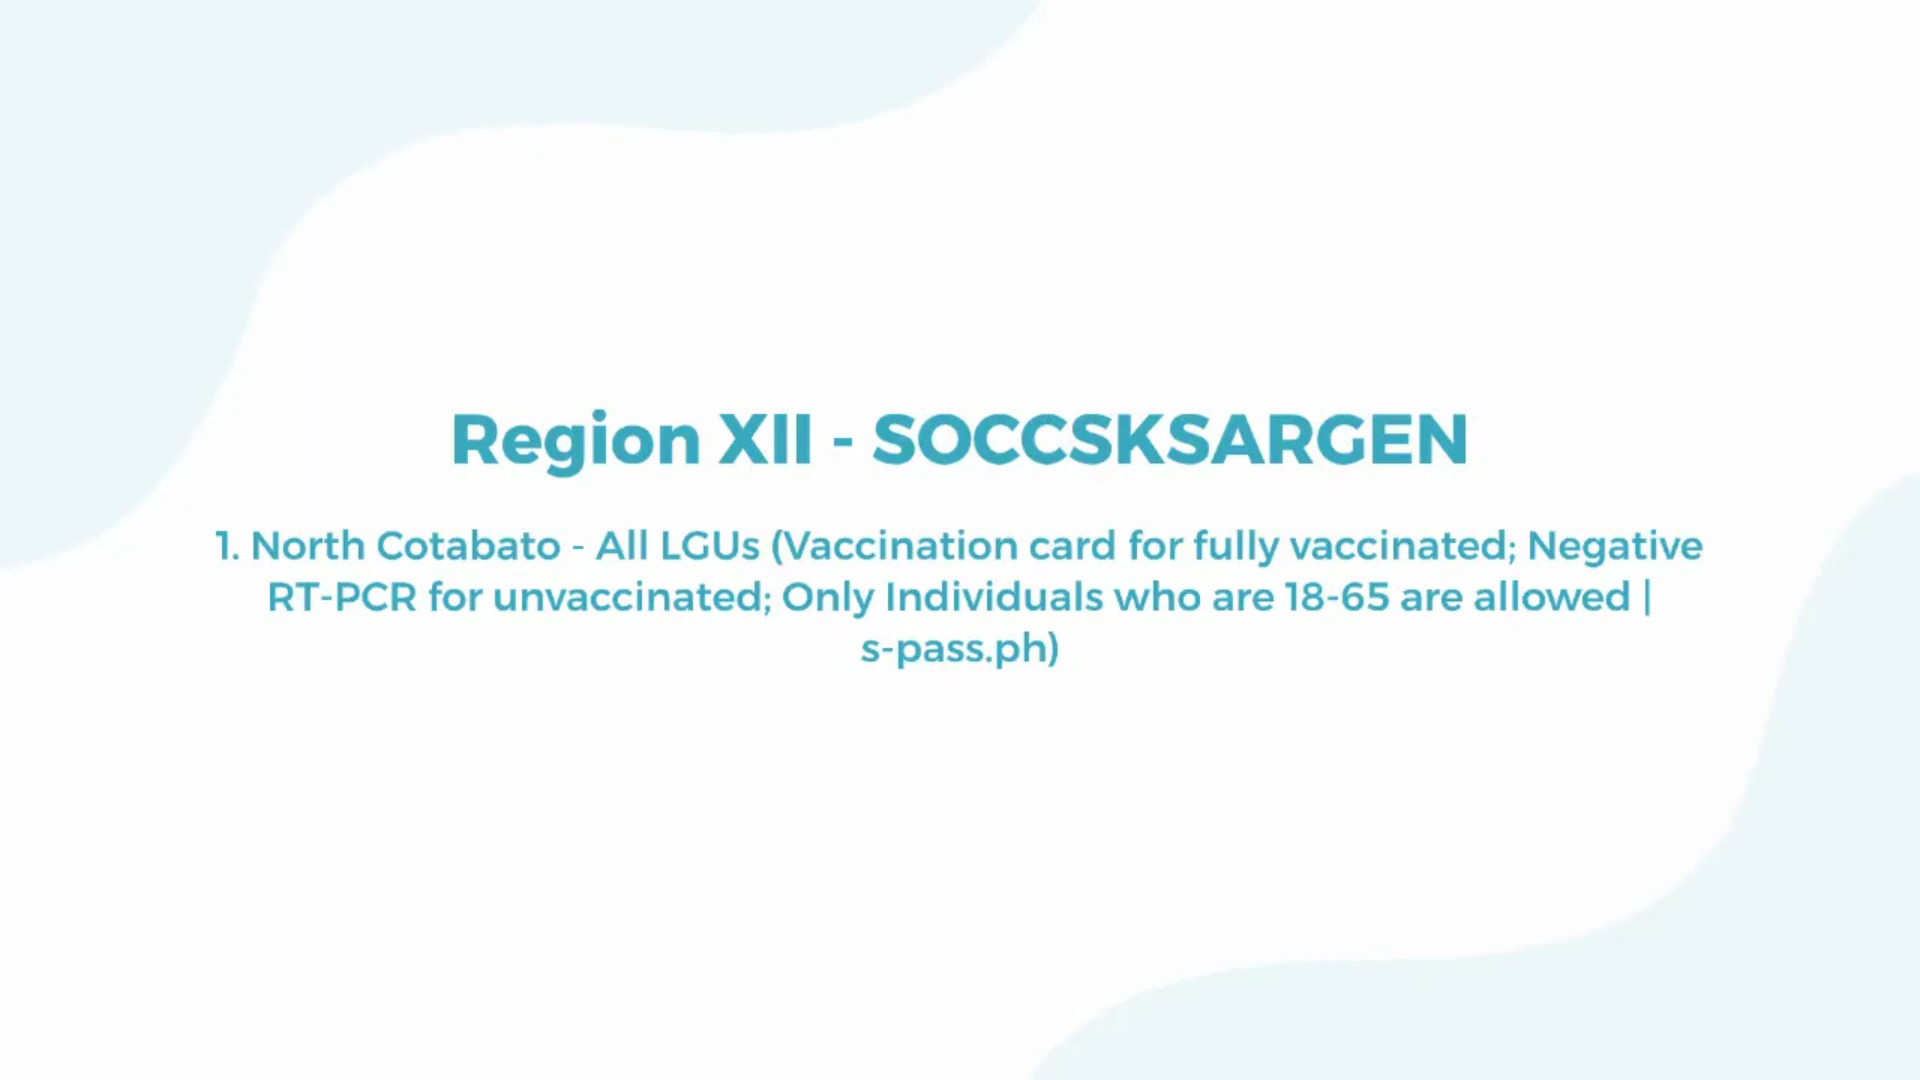 Region XII - SOCCSKSARGEN
1. North Cotabato - All LGUs (Vaccination card for fully vaccinated; Negative
RT-PCR for unvaccinated; Only Individuals who are 18-65 are allowed |
s-pass.ph)